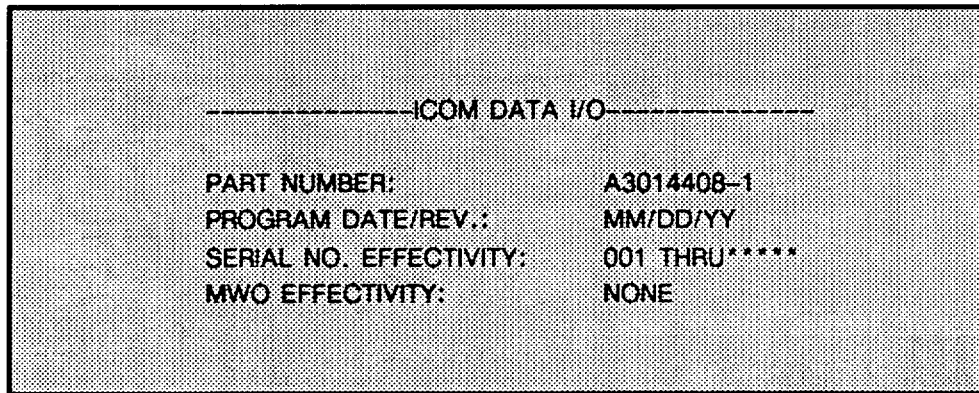 --------------ICOM DATA I/O--------------
PART NUMBER: A3014408-1
PROGRAM DATE/REV.: MM/DD/YY
SERIAL NO. EFFECTIVITY: 001 THRU*****
MWO EFFECTIVITY: NONE